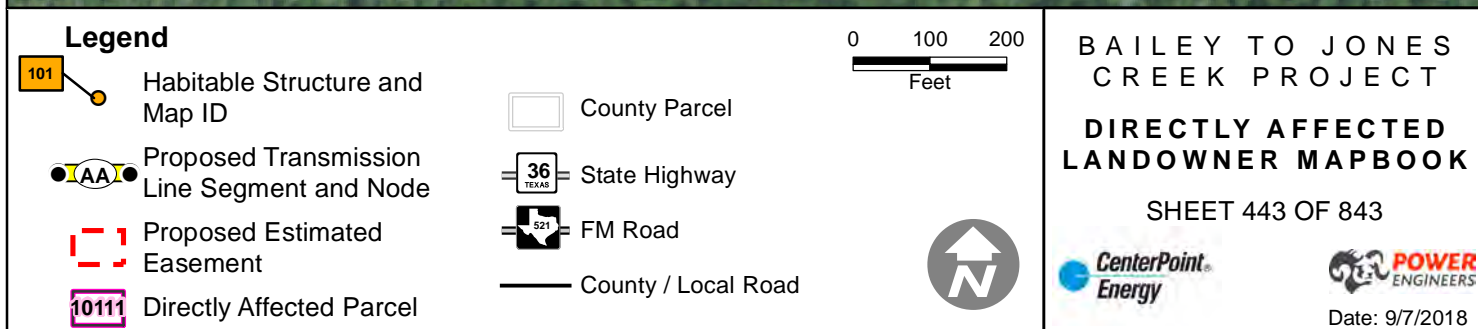 Legend
101
Habitable Structure and
Map ID
AA
Proposed Transmission
Line Segment and Node
Proposed Estimated
Easement
10111
Directly Affected Parcel
County Parcel
36
TEXAS
State Highway
521
FM Road
County / Local Road
0 100 200
Feet
N
BAILEY TO JONES
CREEK PROJECT
DIRECTLY AFFECTED
LANDOWNER MAPBOOK
SHEET 443 OF 843
CenterPoint®
Energy
POWER
ENGINEERS
Date: 9/7/2018